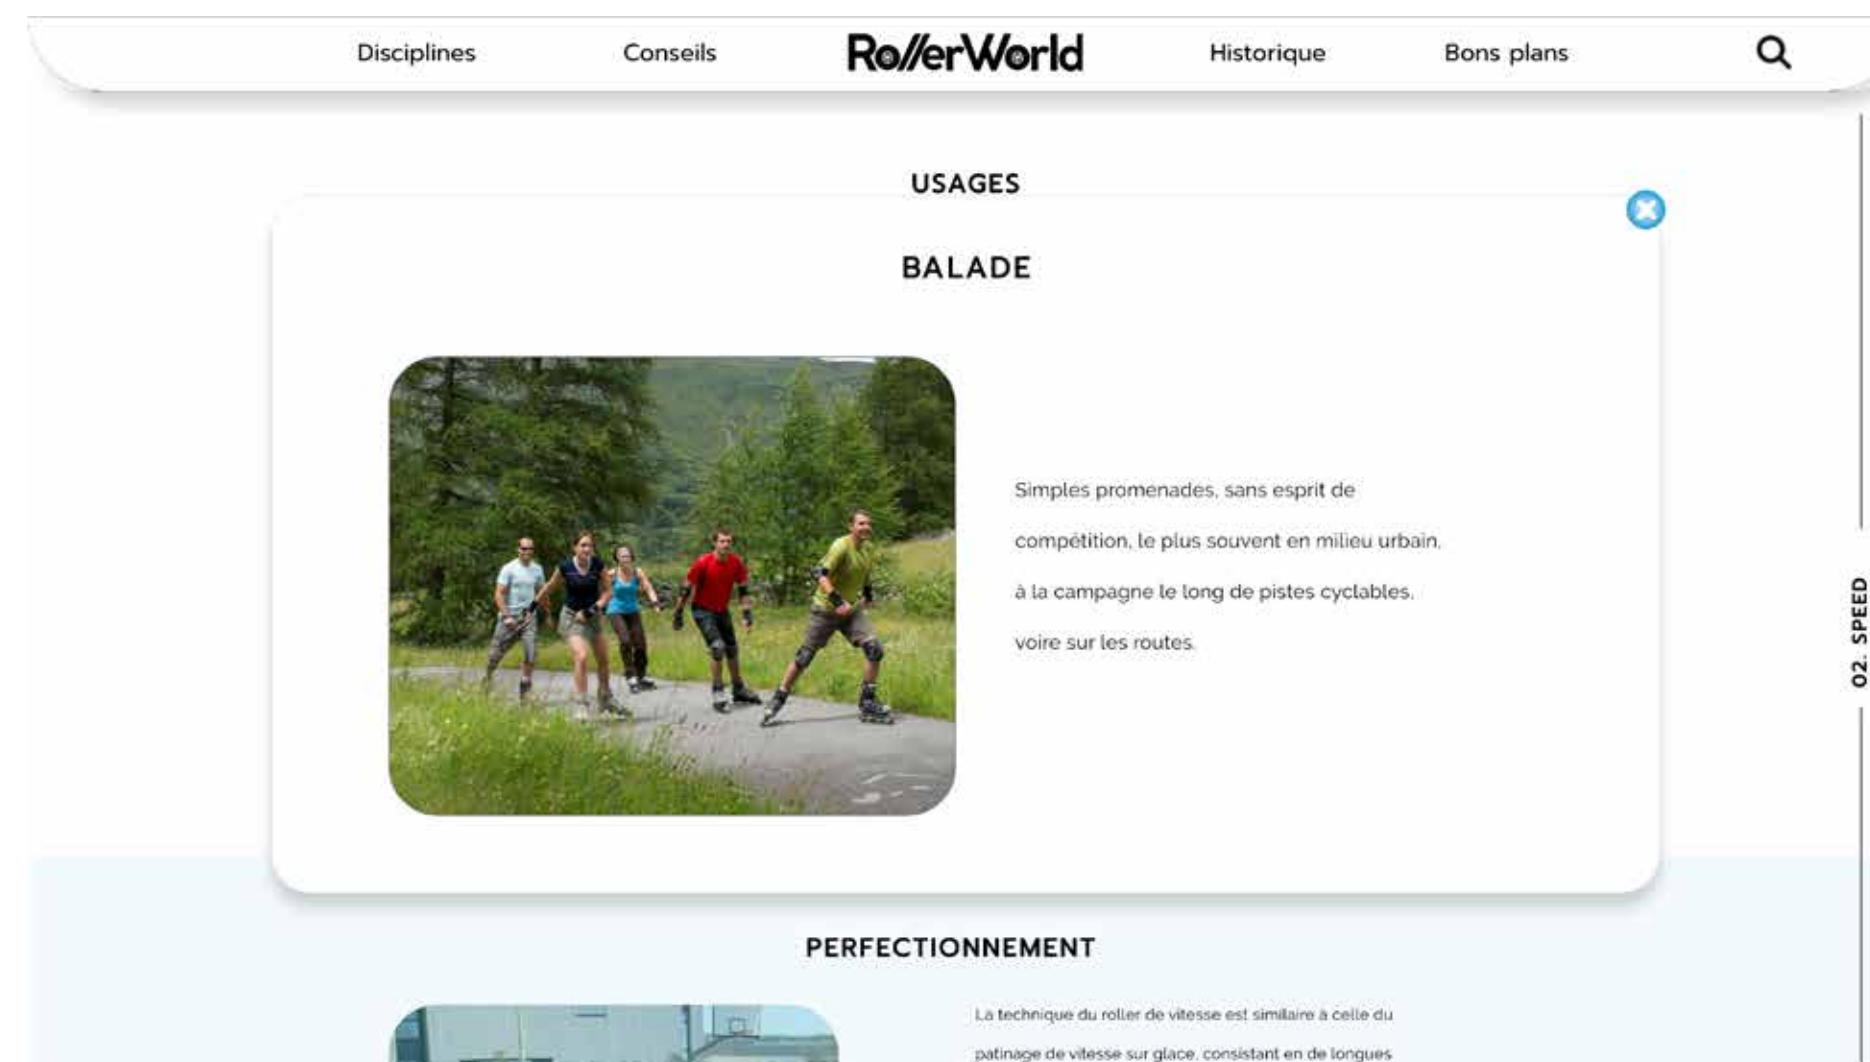 Disciplines
Conseils
RollerWorld
Historique
Bons plans
USAGES
BALADE
Simples promenades, sans esprit de
compétition, le plus souvent en milieu urbain,
à la campagne le long de pistes cyclables,
voire sur les routes.
02. SPEED
PERFECTIONNEMENT
La technique du roller de vitesse est similaire à celle du
patinage de vitesse sur glace, consistant en de longues